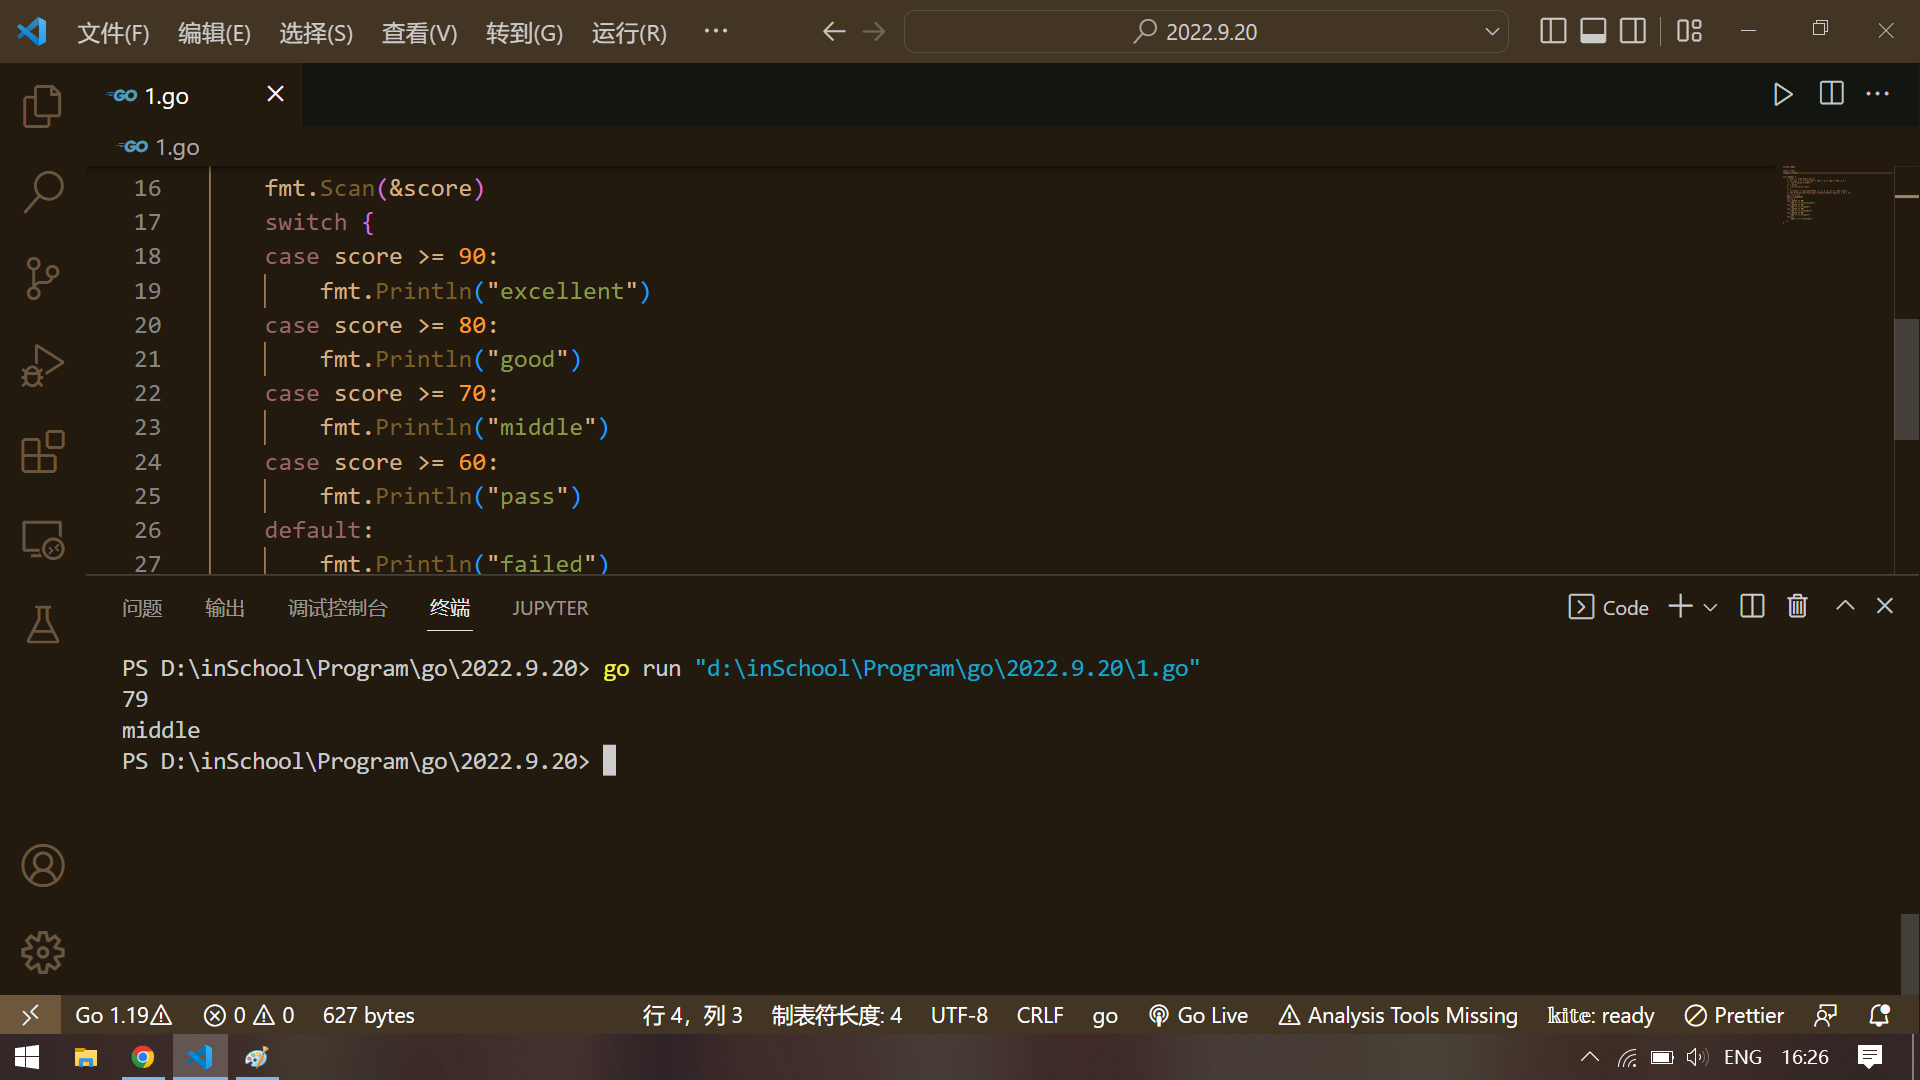 文件(F) 编辑(E) 选择(S) 查看(V) 转到(G) 运行(R) ··· 2022.9.20
GO 1.go
GO 1.go
16 fmt.Scan(&score)
17 switch {
18 case score >= 90:
19 fmt.Println("excellent")
20 case score >= 80:
21 fmt.Println("good")
22 case score >= 70:
23 fmt.Println("middle")
24 case score >= 60:
25 fmt.Println("pass")
26 default:
27 fmt.Println("failed")
问题 输出 调试控制台 终端 JUPYTER Code
PS D:\inSchool\Program\go\2022.9.20> go run "d:\inSchool\Program\go\2022.9.20\1.go"
79
middle
PS D:\inSchool\Program\go\2022.9.20>
Go 1.19 0 0 627 bytes 行 4，列 3 制表符长度: 4 UTF-8 CRLF go Go Live Analysis Tools Missing kite: ready Prettier
ENG 16:26